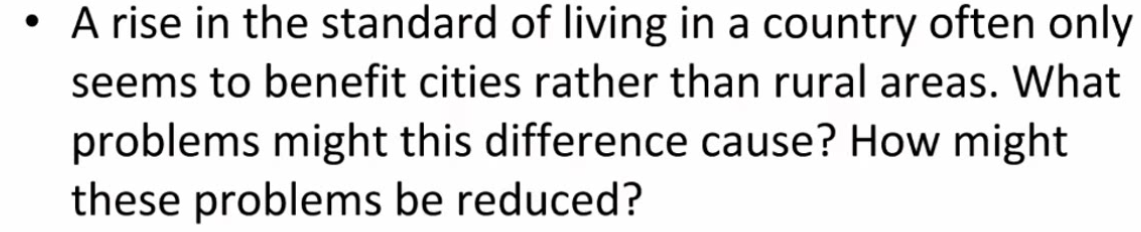 • A rise in the standard of living in a country often only
seems to benefit cities rather than rural areas. What
problems might this difference cause? How might
these problems be reduced?